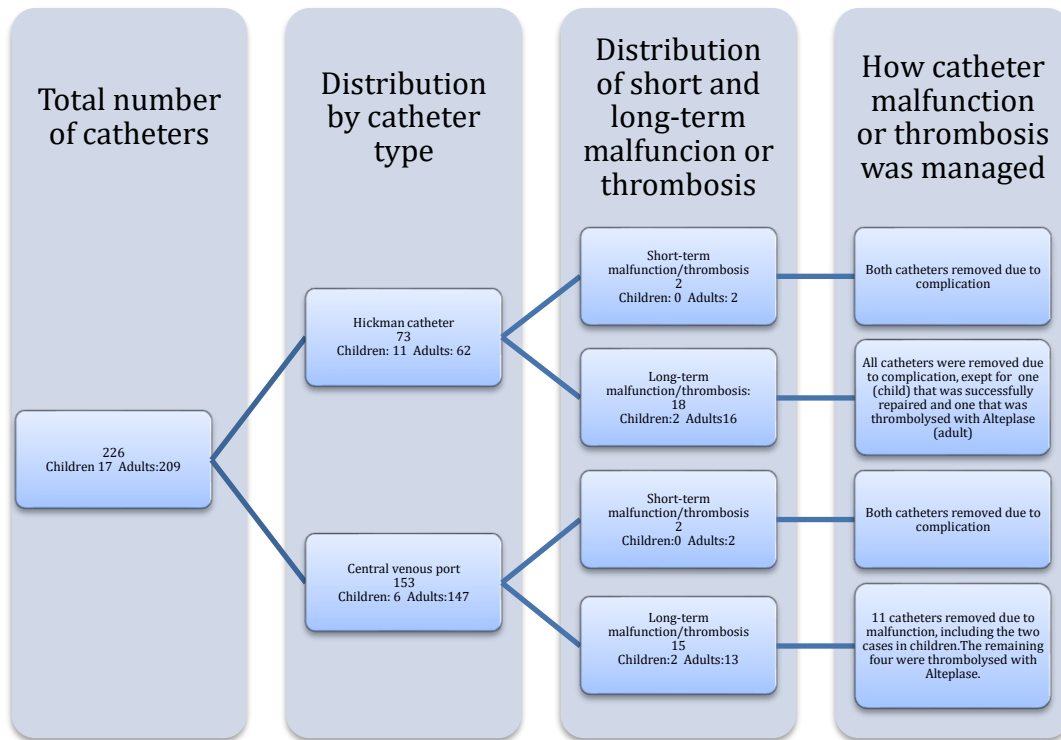 Total number
of catheters
Distribution
by catheter
type
Distribution
of short and
long-term
malfuncion or
thrombosis
How catheter
malfunction
or thrombosis
was managed
226
Children 17 Adults:209
Hickman catheter
73
Children: 11 Adults: 62
Central venous port
153
Children: 6 Adults:147
Short-term
malfunction/thrombosis
2
Children: 0 Adults: 2
Long-term
malfunction/thrombosis:
18
Children:2 Adults16
Short-term
malfunction/thrombosis
2
Children:0 Adults:2
Long-term
malfunction/thrombosis
15
Children:2 Adults:13
Both catheters removed due to
complication
All catheters were removed due
to complication, exept for one
(child) that was successfully
repaired and one that was
thrombolysed with Alteplase
(adult)
Both catheters removed due to
complication
11 catheters removed due to
malfunction, including the two
cases in children.The remaining
four were thrombolysed with
Alteplase.